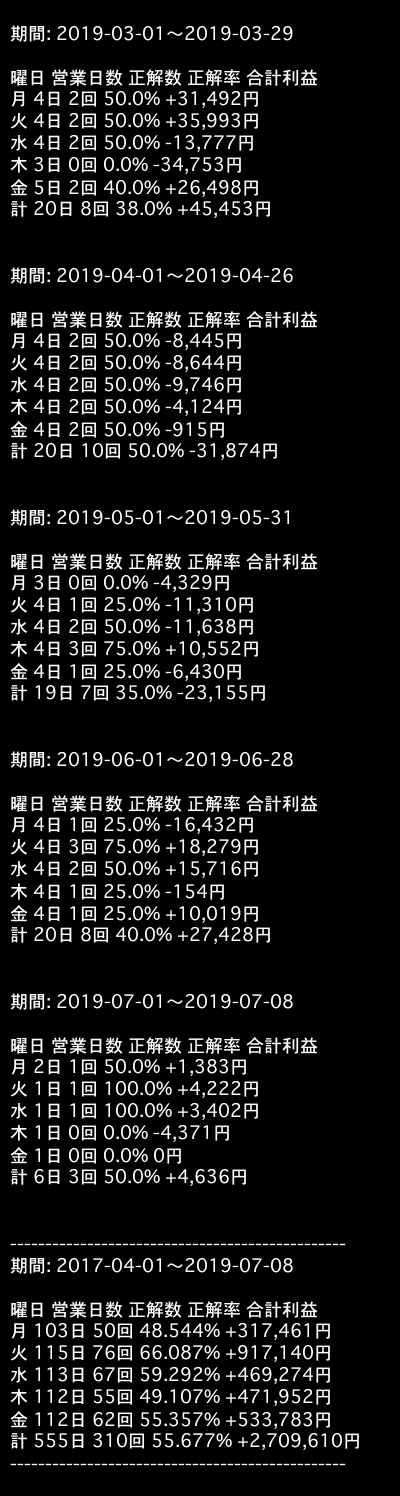 期間: 2019-03-01〜2019-03-29
曜日 営業日数 正解数 正解率 合計利益
月 4日 2回 50.0% +31,492円
火 4日 2回 50.0% +35,993円
水 4日 2回 50.0% -13,777円
木 3日 0回 0.0% -34,753円
金 5日 2回 40.0% +26,498円
計 20日 8回 38.0% +45,453円
期間: 2019-04-01〜2019-04-26
曜日 営業日数 正解数 正解率 合計利益
月 4日 2回 50.0% -8,445円
火 4日 2回 50.0% -8,644円
水 4日 2回 50.0% -9,746円
木 4日 2回 50.0% -4,124円
金 4日 2回 50.0% -915円
計 20日 10回 50.0% -31,874円
期間: 2019-05-01〜2019-05-31
曜日 営業日数 正解数 正解率 合計利益
月 3日 0回 0.0% -4,329円
火 4日 1回 25.0% -11,310円
水 4日 2回 50.0% -11,638円
木 4日 3回 75.0% +10,552円
金 4日 1回 25.0% -6,430円
計 19日 7回 35.0% -23,155円
期間: 2019-06-01〜2019-06-28
曜日 営業日数 正解数 正解率 合計利益
月 4日 1回 25.0% -16,432円
火 4日 3回 75.0% +18,279円
水 4日 2回 50.0% +15,716円
木 4日 1回 25.0% -154円
金 4日 1回 25.0% +10,019円
計 20日 8回 40.0% +27,428円
期間: 2019-07-01〜2019-07-08
曜日 営業日数 正解数 正解率 合計利益
月 2日 1回 50.0% +1,383円
火 1日 1回 100.0% +4,222円
水 1日 1回 100.0% +3,402円
木 1日 0回 0.0% -4,371円
金 1日 0回 0.0% 0円
計 6日 3回 50.0% +4,636円
------------------------------------------------
期間: 2017-04-01〜2019-07-08
曜日 営業日数 正解数 正解率 合計利益
月 103日 50回 48.544% +317,461円
火 115日 76回 66.087% +917,140円
水 113日 67回 59.292% +469,274円
木 112日 55回 49.107% +471,952円
金 112日 62回 55.357% +533,783円
計 555日 310回 55.677% +2,709,610円
------------------------------------------------